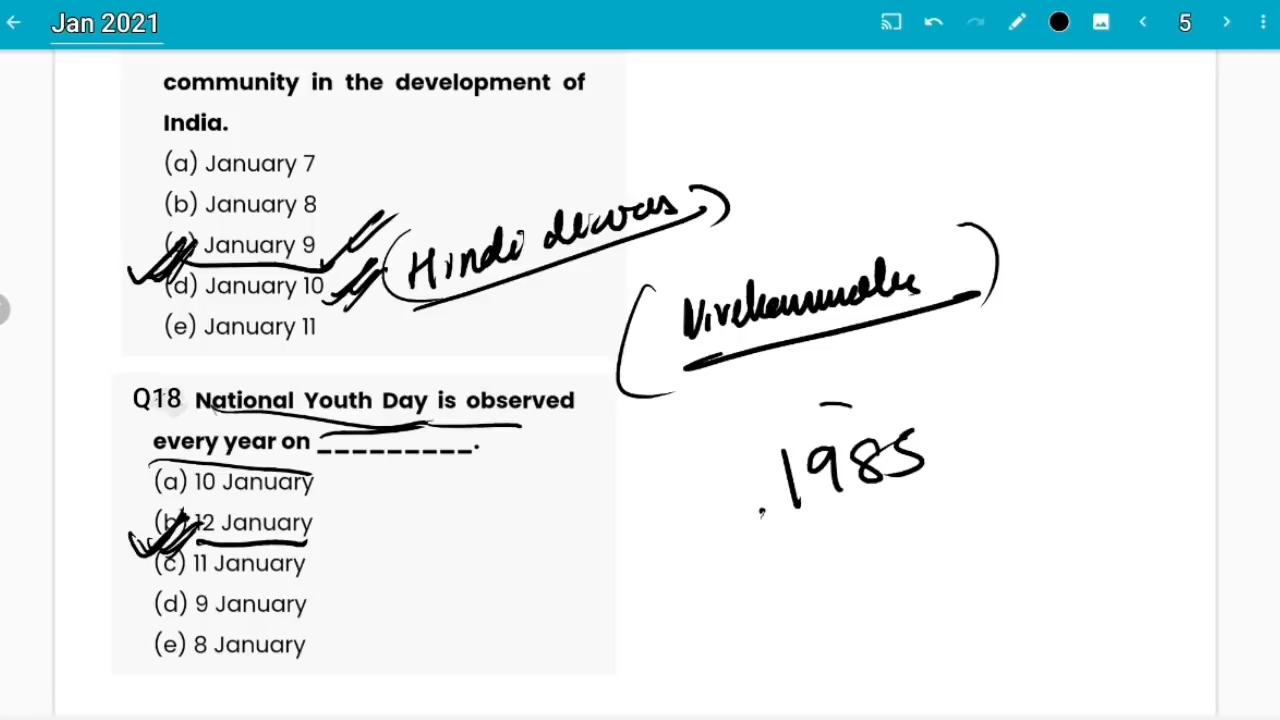 Jan 2021
5
community in the development of
India.
(a) January 7
(b) January 8
January 9
(d) January 10
(e) January 11
(Hindi diwas)
Q18 National Youth Day is observed
every year on _________.
(a) 10 January
(b) 12 January
(c) 11 January
(d) 9 January
(e) 8 January
1985